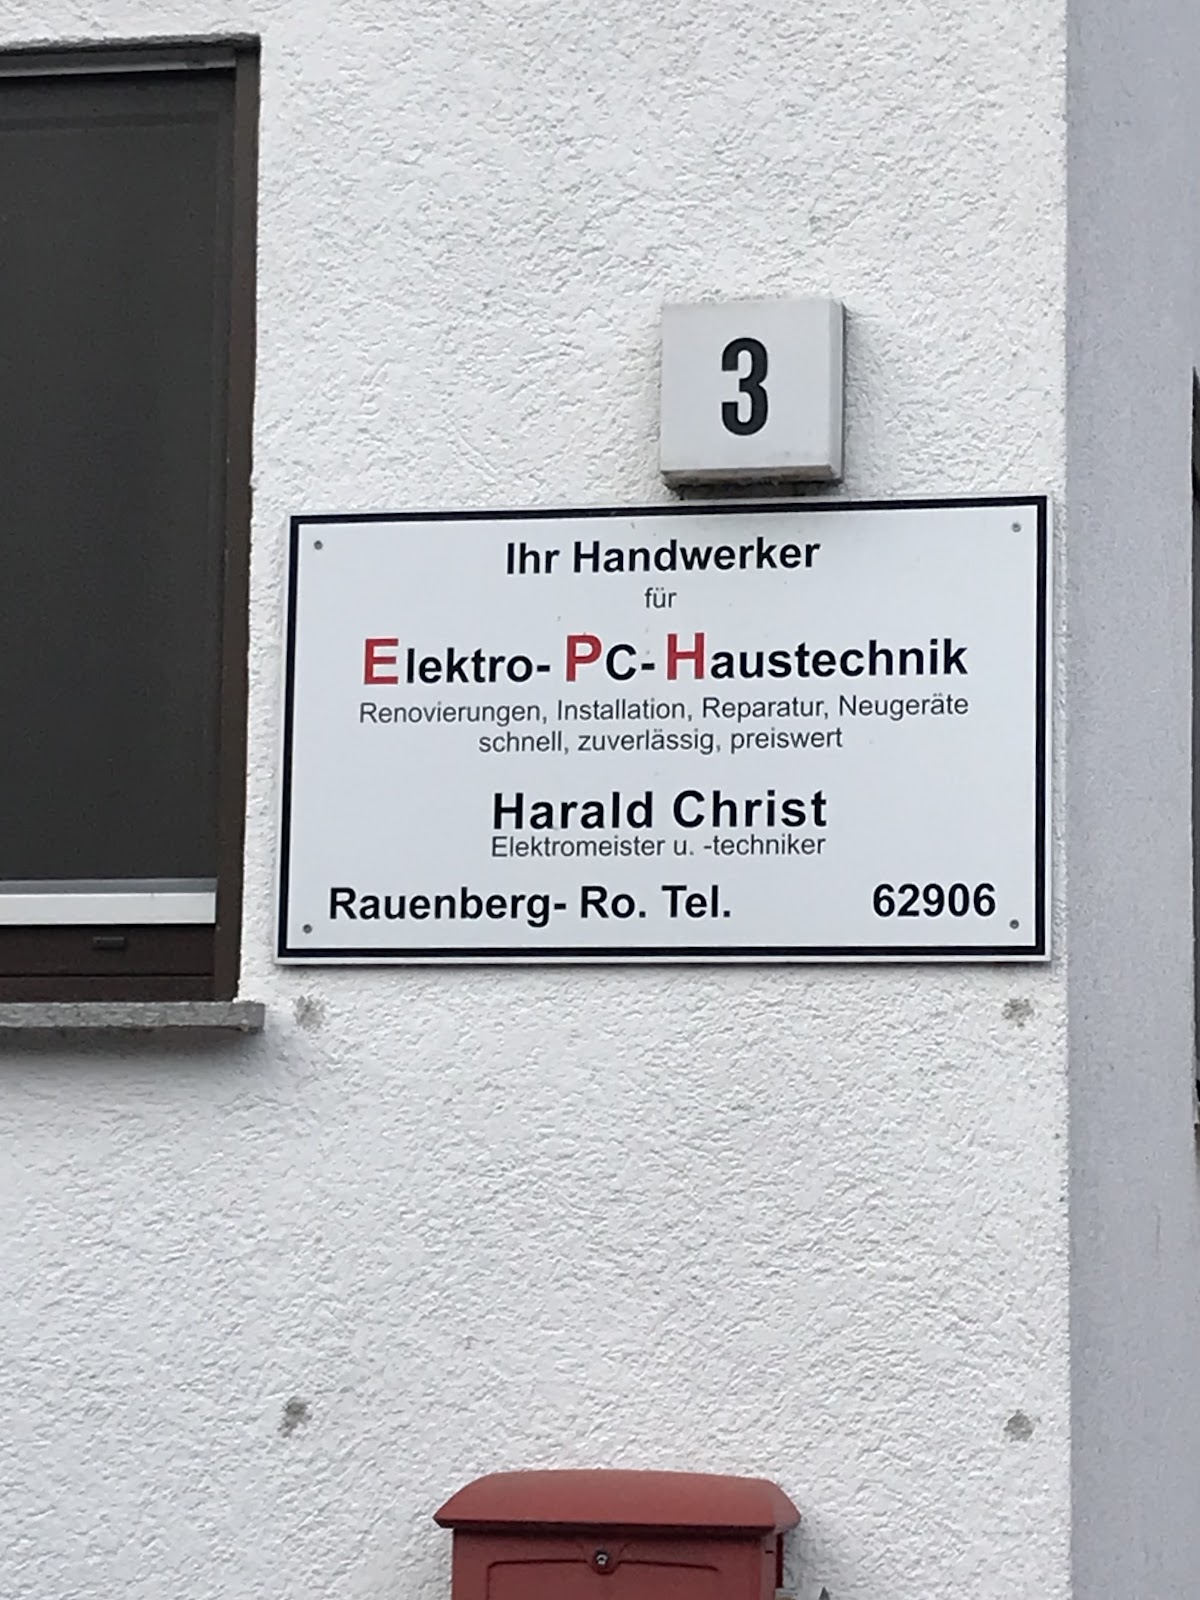 3
Ihr Handwerker
für
Elektro- PC- Haustechnik
Renovierungen, Installation, Reparatur, Neugeräte
schnell, zuverlässig, preiswert
Harald Christ
Elektromeister u. -techniker
Rauenberg- Ro. Tel. 62906